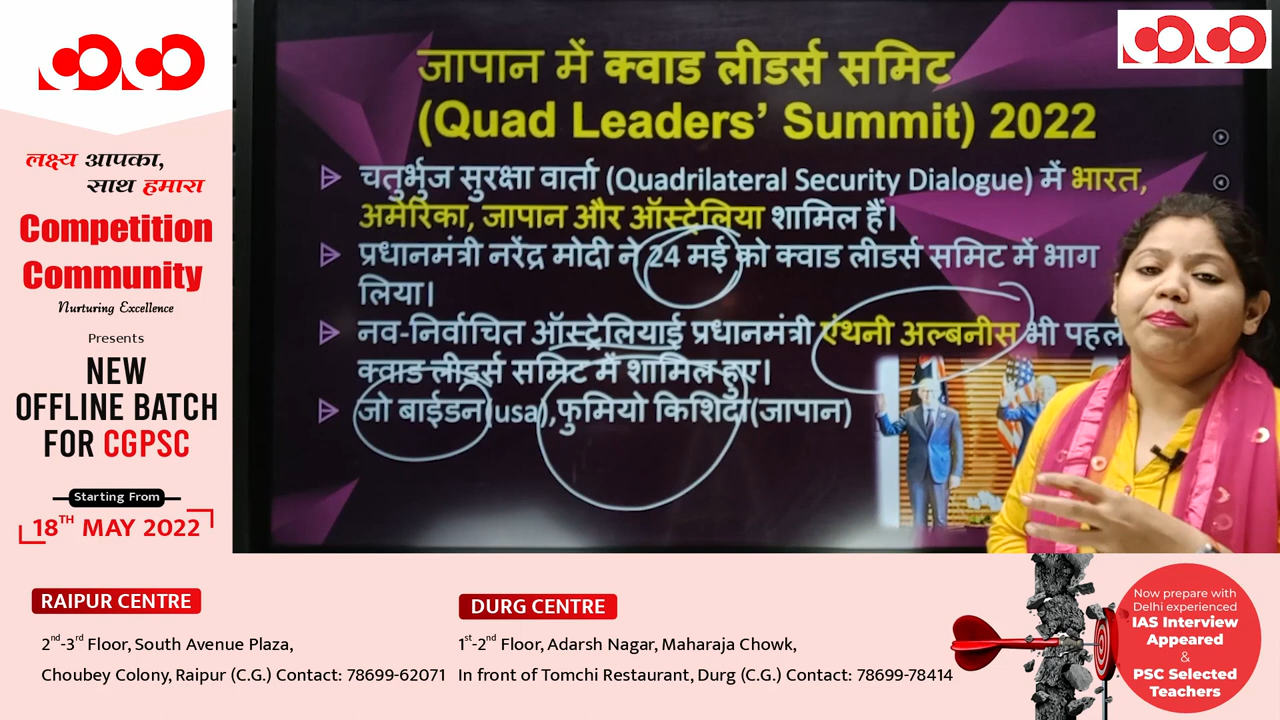 लक्ष्य आपका,
साथ हमारा
Competition
Community
Nurturing Excellence
Presents
NEW
OFFLINE BATCH
FOR CGPSC
Starting From
18TH MAY 2022
जापान में क्वाड लीडर्स समिट
(Quad Leaders’ Summit) 2022
चतुर्भुज सुरक्षा वार्ता (Quadrilateral Security Dialogue) में भारत,
अमेरिका, जापान और ऑस्ट्रेलिया शामिल हैं।
प्रधानमंत्री नरेंद्र मोदी ने 24 मई को क्वाड लीडर्स समिट में भाग
लिया।
नव-निर्वाचित ऑस्ट्रेलियाई प्रधानमंत्री एंथनी अल्बनीस भी पहल
क्वाड लीडर्स समिट में शामिल हुए।
जो बाईडन(usa),फुमियो किशिदा(जापान)
RAIPUR CENTRE
2nd-3rd Floor, South Avenue Plaza,
Choubey Colony, Raipur (C.G.) Contact: 78699-62071
DURG CENTRE
1st-2nd Floor, Adarsh Nagar, Maharaja Chowk,
In front of Tomchi Restaurant, Durg (C.G.) Contact: 78699-78414
Now prepare with
Delhi experienced
IAS Interview
Appeared
&
PSC Selected
Teachers